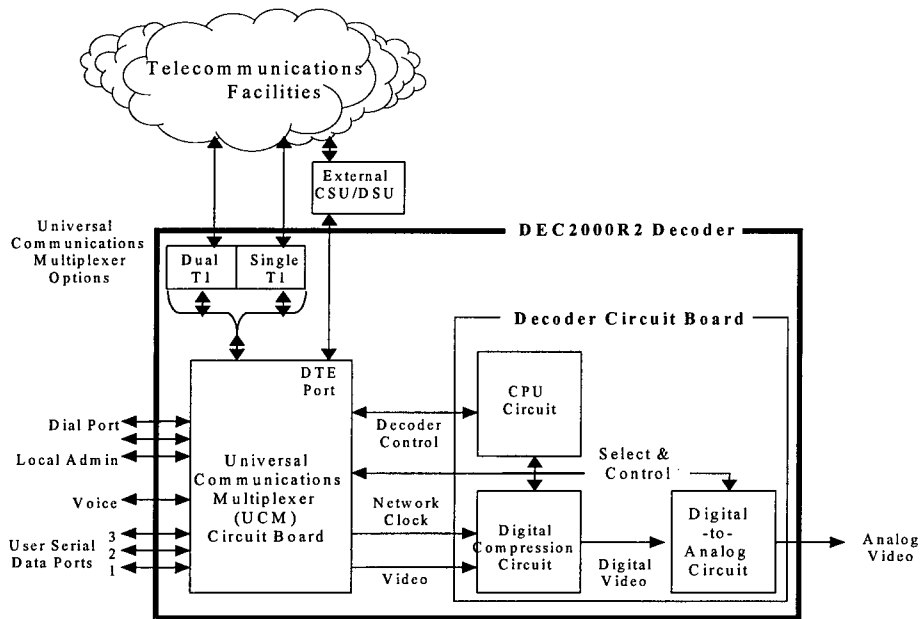 Telecommunications
Facilities
External
CSU/DSU
Universal
Communications
Multiplexer
Options
DEC2000R2 Decoder
Dual
T1
Single
T1
Decoder Circuit Board
DTE
Port
CPU
Circuit
Dial Port
Local Admin
Voice
User Serial
Data Ports
3
2
1
Universal
Communications
Multiplexer
(UCM)
Circuit Board
Decoder
Control
Select &
Control
Network
Clock
Video
Digital
Compression
Circuit
Digital
Video
Digital
-to-
Analog
Circuit
Analog
Video